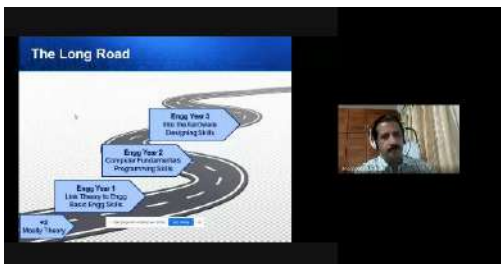 The Long Road
Engg Year 3
Into the Hardware
Designing Skills
Engg Year 2
Computer Fundamentals
Programming Skills
Engg Year 1
Link Theory to Engg
Basic Engg Skills
+2
Mostly Theory